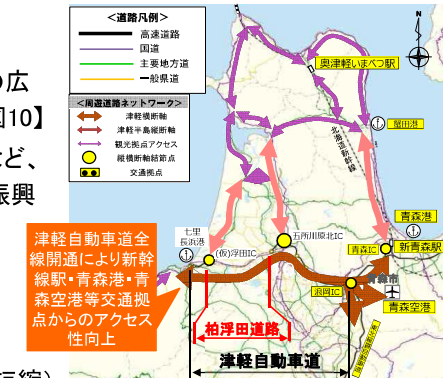 の広
図10】
など、
振興
短縮）
＜道路凡例＞
高速道路
国道
主要地方道
一般県道
＜周遊道路ネットワーク＞
津軽横断軸
津軽半島縦断軸
観光拠点アクセス
縦横断軸結節点
交通拠点
N
奥津軽いまべつ駅
蟹田港
北海道新幹線
青森港
新青森駅
青森IC
青森市
浪岡IC
青森空港
七里
長浜港
(仮)浮田IC
五所川原北IC
津軽自動車道全
線開通により新幹
線駅・青森港・青
森空港等交通拠
点からのアクセス
性向上
柏浮田道路
津軽自動車道